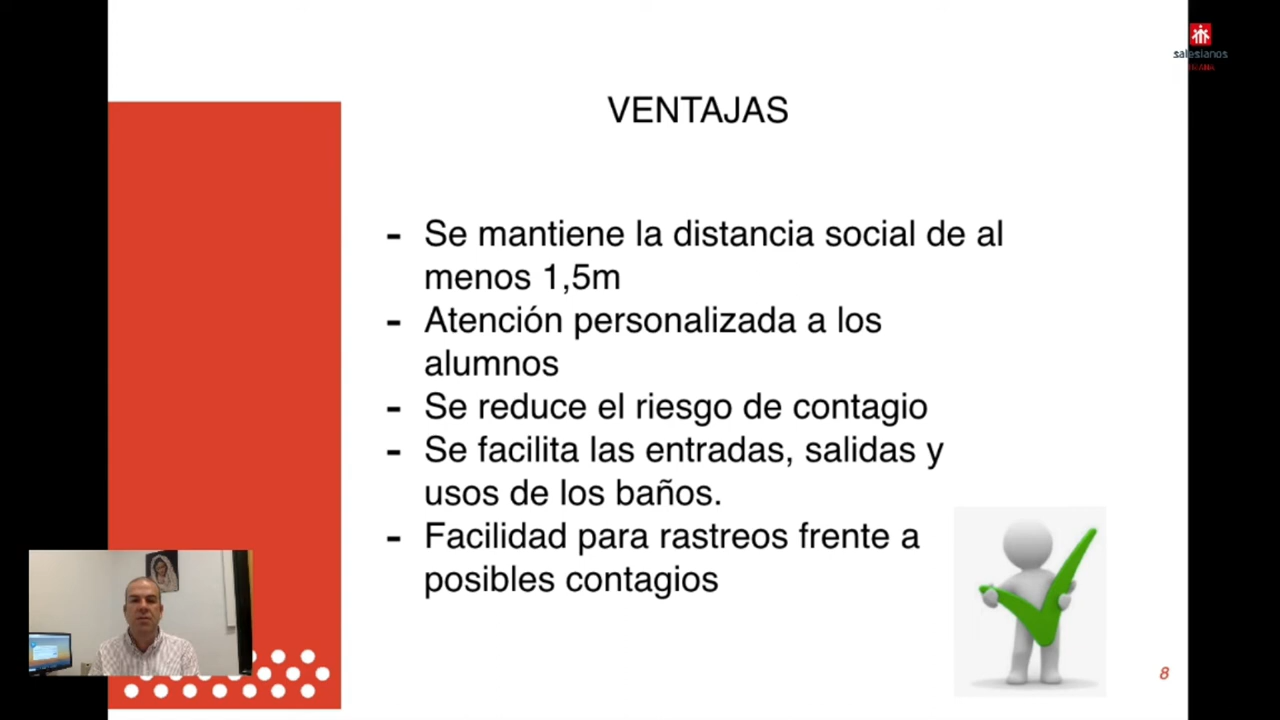 salesianos
VENTAJAS
- Se mantiene la distancia social de al
menos 1,5m
- Atención personalizada a los
alumnos
- Se reduce el riesgo de contagio
- Se facilita las entradas, salidas y
usos de los baños.
- Facilidad para rastreos frente a
posibles contagios
8